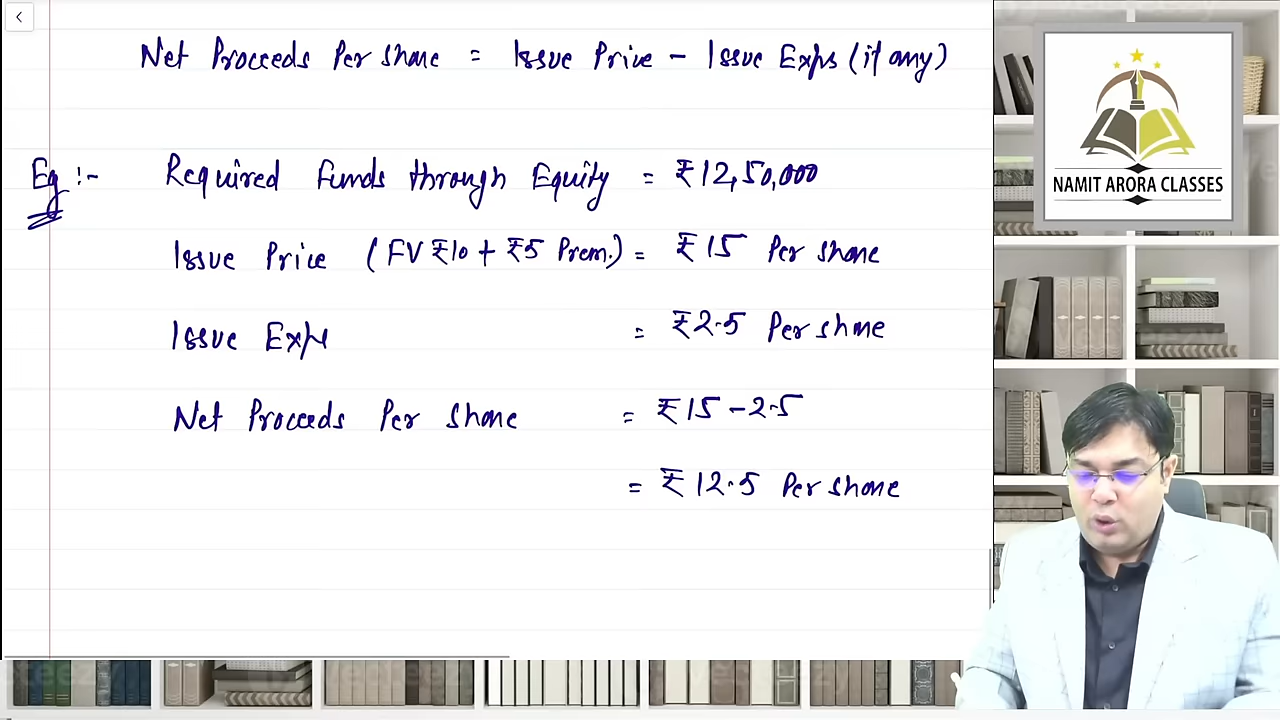 Net Proceeds Per Share = Issue Price - Issue Exps (if any)
Eg :- Required Funds through Equity = ₹12,50,000
Issue Price (FV ₹10 + ₹5 Prem.) = ₹15 Per share
Issue Exps = ₹2.5 Per share
Net Proceeds Per Share = ₹15 - 2.5
= ₹12.5 Per share
NAMIT ARORA CLASSES